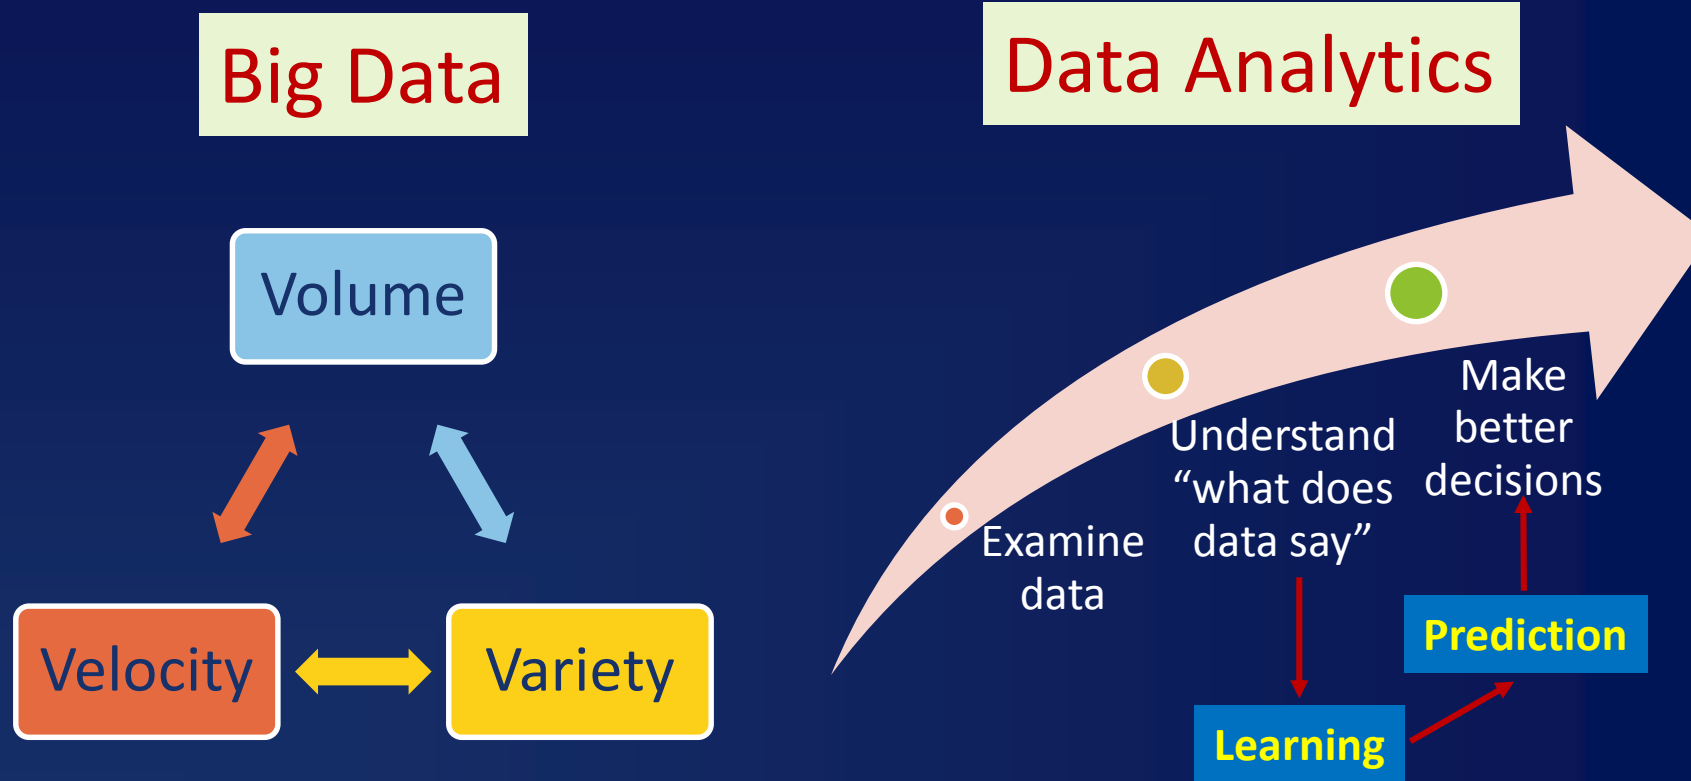 Big Data
Volume
Velocity
Variety
Data Analytics
Examine
data
Understand
“what does
data say”
Make
better
decisions
Learning
Prediction